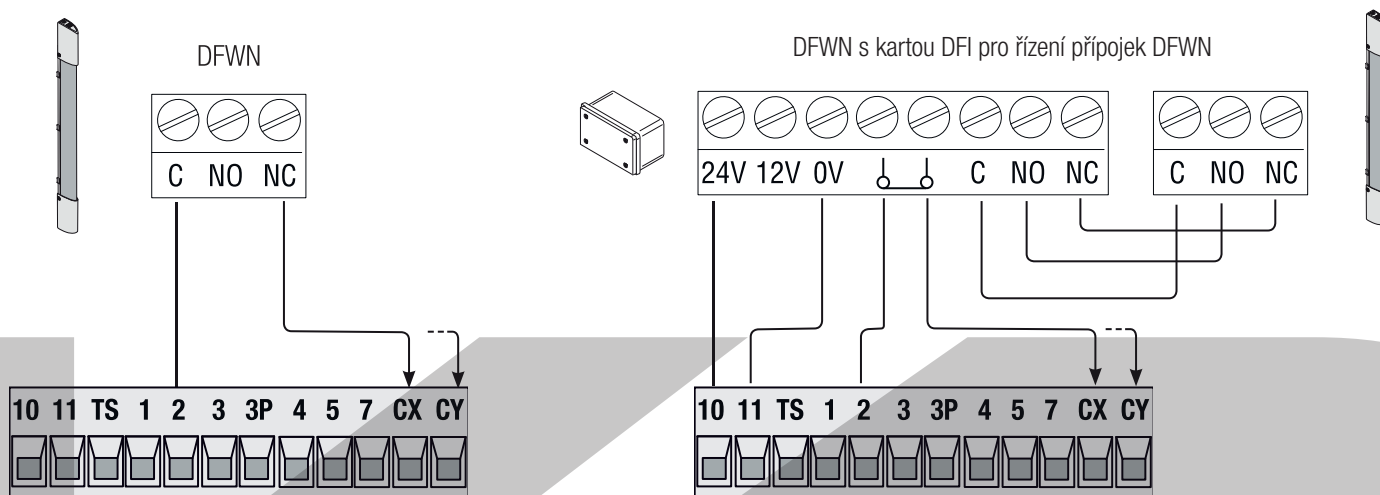 DFWN
C NO NC
10 11 TS 1 2 3 3P 4 5 7 CX CY
DFWN s kartou DFI pro řízení přípojek DFWN
24V 12V 0V C NO NC
C NO NC
10 11 TS 1 2 3 3P 4 5 7 CX CY